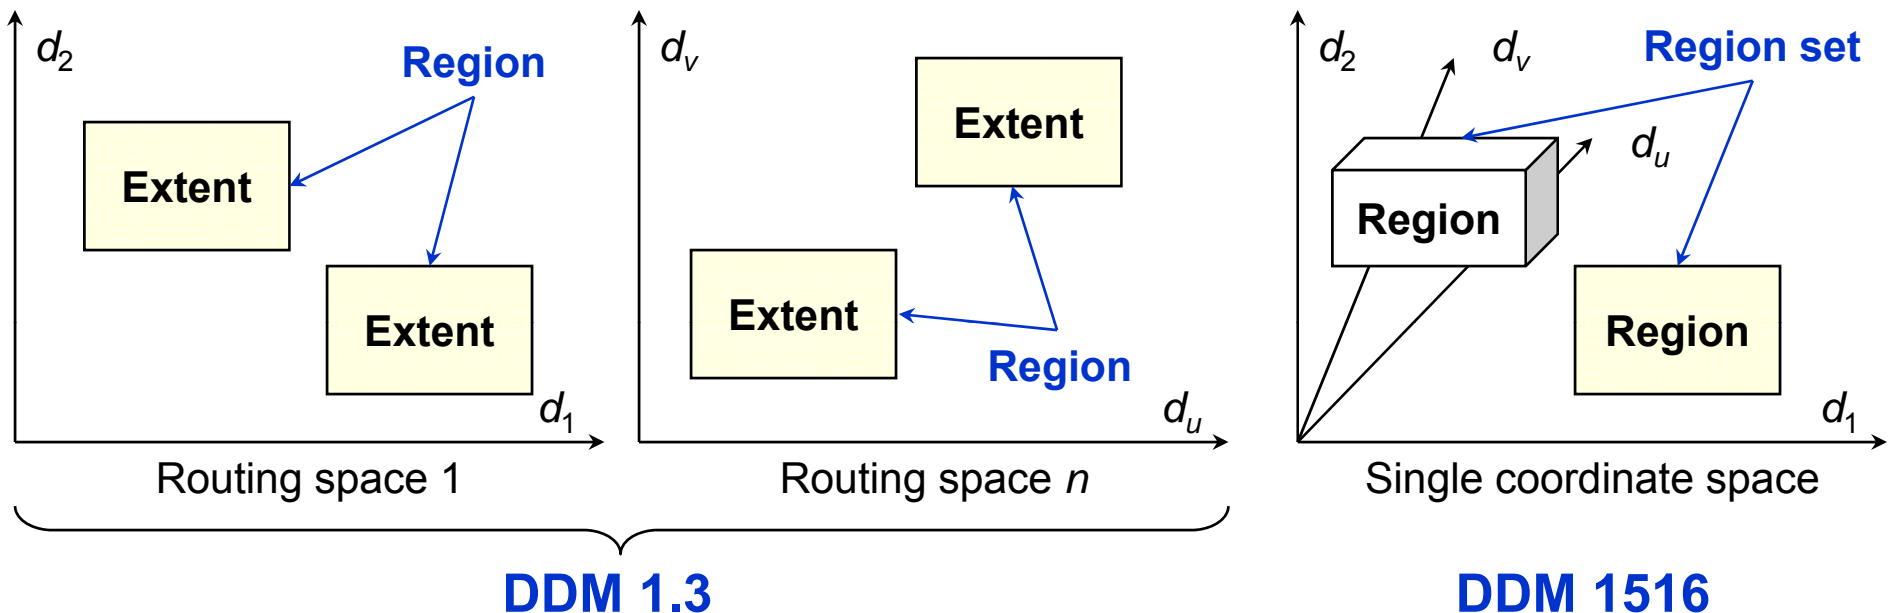 d2
Region
Extent
Extent
d1
Routing space 1
dv
Extent
Extent
Region
du
Routing space n
DDM 1.3
d2
dv
Region set
du
Region
Region
d1
Single coordinate space
DDM 1516